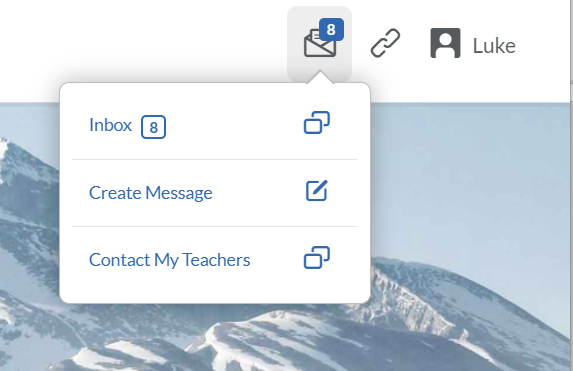 8
Luke
Inbox 8
Create Message
Contact My Teachers